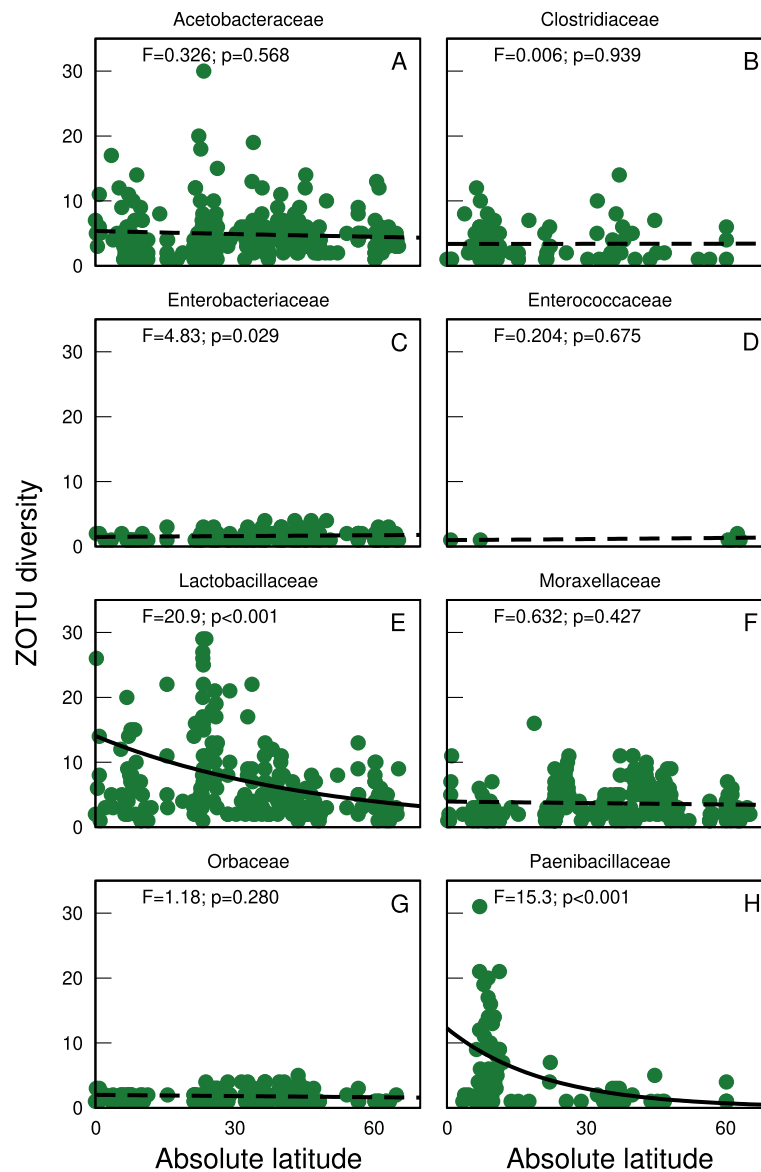 Acetobacteraceae
Clostridiaceae
F=0.326; p=0.568
A
F=0.006; p=0.939
B
30
20
10
0
Enterobacteriaceae
Enterococcaceae
F=4.83; p=0.029
C
F=0.204; p=0.675
D
30
20
10
0
ZOTU diversity
Lactobacillaceae
Moraxellaceae
F=20.9; p<0.001
E
F=0.632; p=0.427
F
30
20
10
0
Orbaceae
Paenibacillaceae
F=1.18; p=0.280
G
F=15.3; p<0.001
H
30
20
10
0
0 30 60
0 30 60
Absolute latitude
Absolute latitude